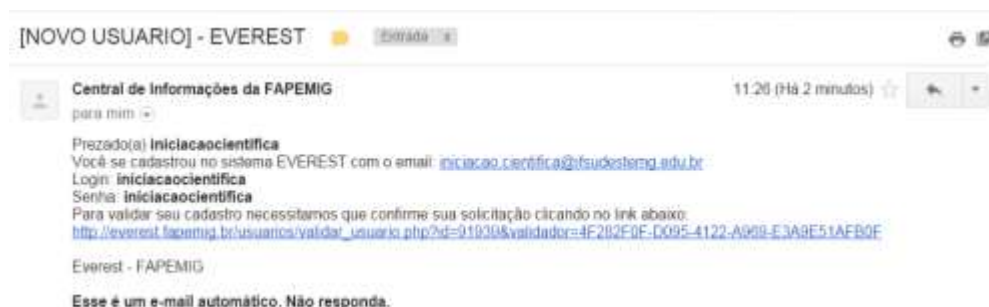 [NOVO USUARIO] - EVEREST Entrada x
Central de Informações da FAPEMIG 11:26 (Há 2 minutos)
para mim
Prezado(a) iniciacaocientifica
Você se cadastrou no sistema EVEREST com o email: iniciacao.cientifica@ifsudestemg.edu.br
Login: iniciacaocientifica
Senha: iniciacaocientifica
Para validar seu cadastro necessitamos que confirme sua solicitação clicando no link abaixo:
http://everest.fapemig.br/usuarios/validar_usuario.php?id=91939&validador=4F282F0F-D095-4122-A969-E3A9E51AFB0F
Everest - FAPEMIG
Esse é um e-mail automático. Não responda.